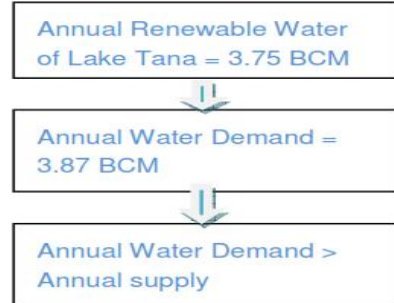 Annual Renewable Water
of Lake Tana = 3.75 BCM
Annual Water Demand =
3.87 BCM
Annual Water Demand >
Annual supply